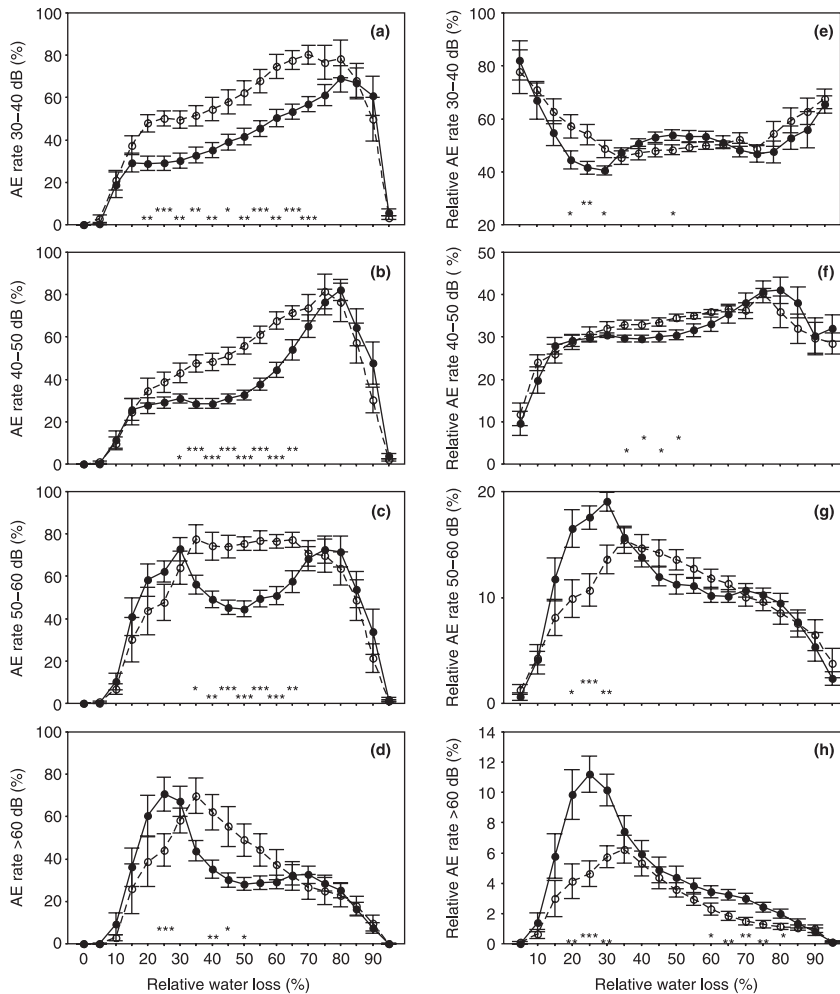 AE rate 30–40 dB (%)
100
80
60
40
20
0
(a)
*** ** * *** ***
** ** ** ** ** ***
Relative AE rate 30–40 dB (%)
100
80
60
40
20
(e)
**
* * *
AE rate 40–50 dB (%)
100
80
60
40
20
0
(b)
*** *** *** *
* *** *** ***
Relative AE rate 40–50 dB ( %)
50
40
30
20
10
0
(f)
* *
* *
AE rate 50–60 dB (%)
100
80
60
40
20
0
(c)
* *** *** *
** *** ***
Relative AE rate 50–60 dB (%)
20
10
0
(g)
***
* **
AE rate >60 dB (%)
100
80
60
40
20
0
(d)
*** *
** *
0 10 20 30 40 50 60 70 80 90
Relative water loss (%)
Relative AE rate >60 dB (%)
14
12
10
8
6
4
2
0
(h)
*** * ** *
** ** ** **
10 20 30 40 50 60 70 80 90
Relative water loss (%)